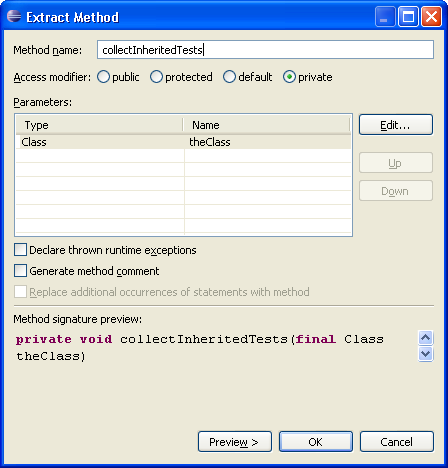 Extract Method
Method name: collectInheritedTests
Access modifier: public protected default private
Parameters:
Type Name
Class theClass
Edit...
Up
Down
Declare thrown runtime exceptions
Generate method comment
Replace additional occurrences of statements with method
Method signature preview:
private void collectInheritedTests(final Class
theClass)
Preview > OK Cancel